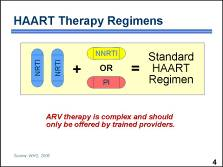 HAART Therapy Regimens
NRTI
NRTI
+
NNRTI
OR
PI
=
Standard
HAART
Regimen
ARV therapy is complex and should
only be offered by trained providers.
Source: WHO, 2006
4